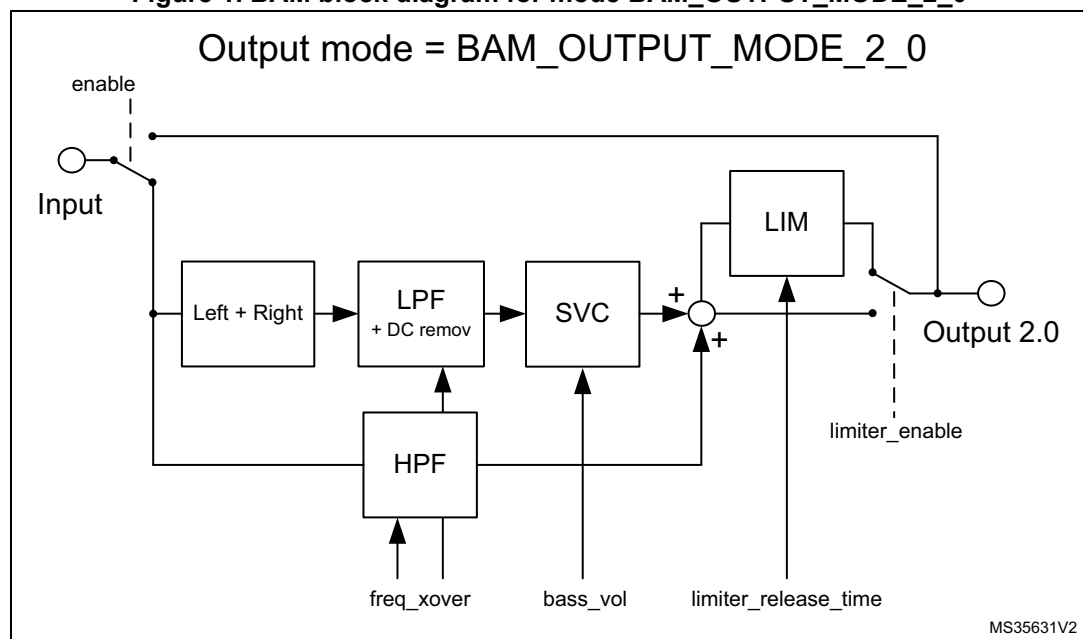 Output mode = BAM_OUTPUT_MODE_2_0
enable
Input
Left + Right
LPF
+ DC remov
SVC
+
+
LIM
Output 2.0
HPF
limiter_enable
freq_xover
bass_vol
limiter_release_time
MS35631V2